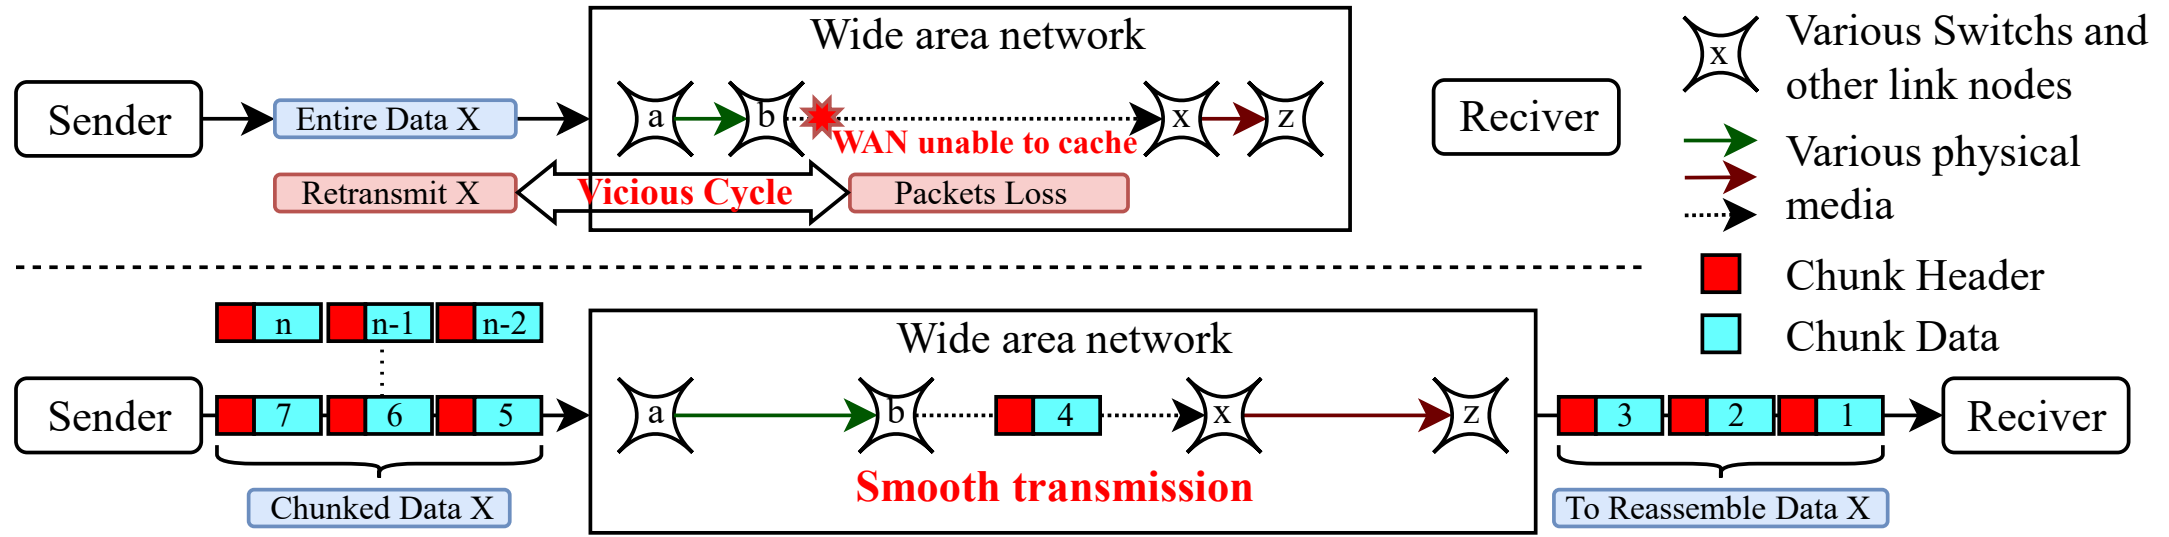 Wide area network
Sender
Entire Data X
a
b
x
z
WAN unable to cache
Retransmit X
Vicious Cycle
Packets Loss
Reciver
x
Various Switchs and
other link nodes
Various physical
media
Chunk Header
Chunk Data
n
n-1
n-2
Sender
7
6
5
Chunked Data X
Wide area network
a
b
4
x
z
Smooth transmission
3
2
1
To Reassemble Data X
Reciver